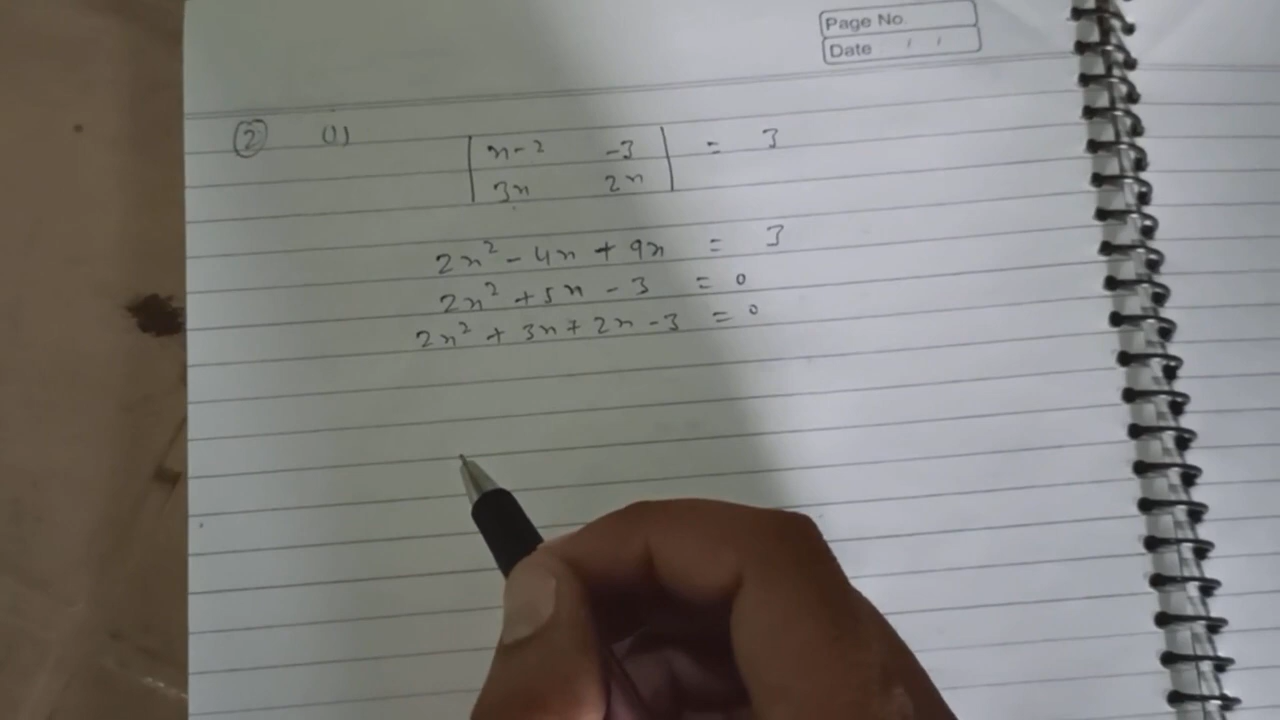 Page No.
Date / /
② (1) | x-2 -3 | = 3
| 3x 2x |
2x² - 4x + 9x = 3
2x² + 5x - 3 = 0
2x² + 3x + 2x - 3 = 0